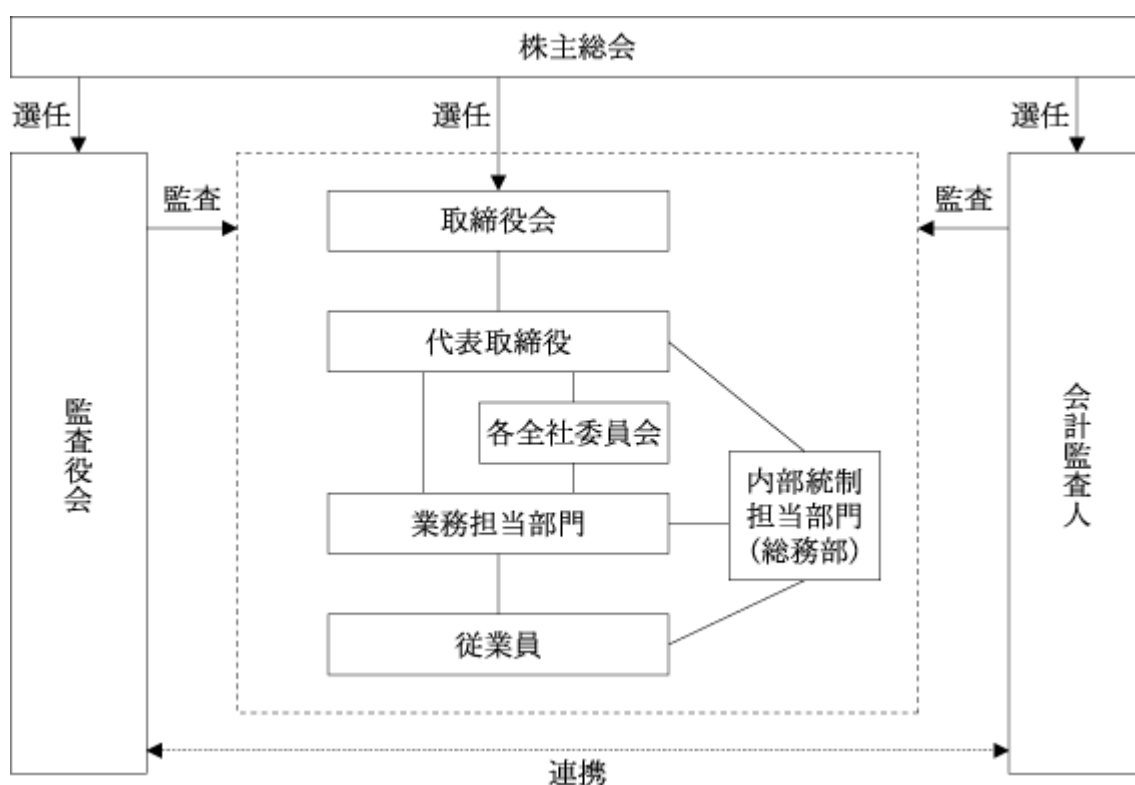 株主総会
選任
選任
選任
監査
監査
取締役会
代表取締役
各全社委員会
業務担当部門
従業員
内部統制
担当部門
(総務部)
監査役会
会計監査人
連携